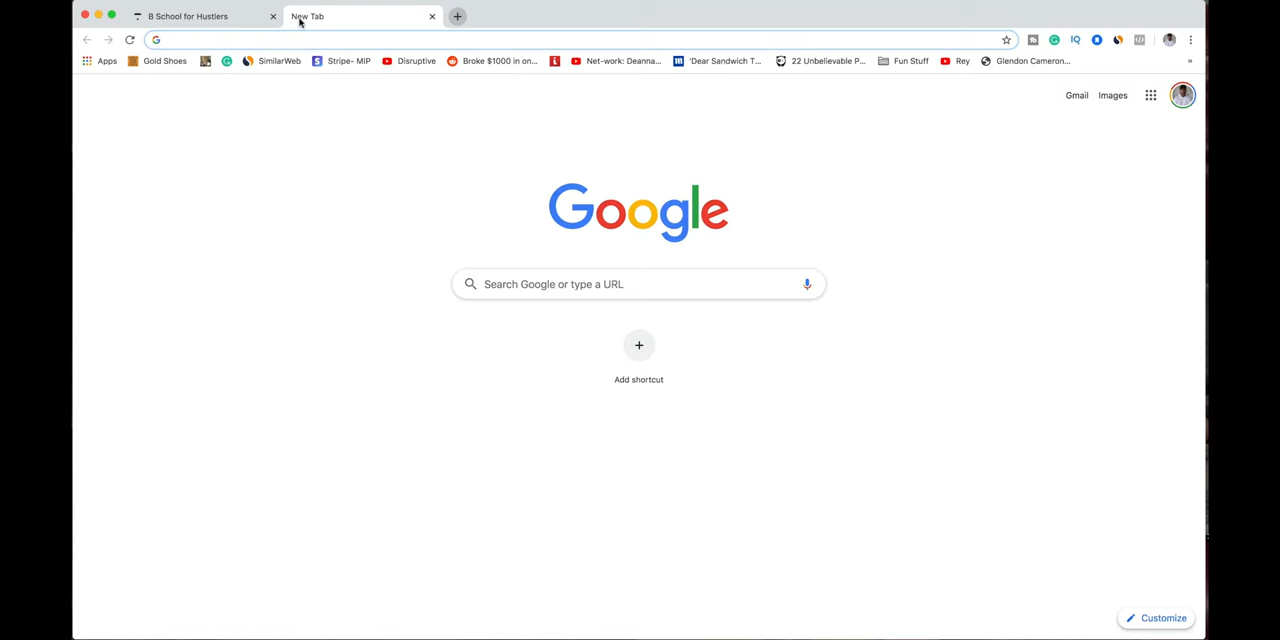 B School for Hustlers
New Tab
Apps Gold Shoes SimilarWeb Stripe- MIP Disruptive Broke $1000 in on... Net-work: Deanna... 'Dear Sandwich T... 22 Unbelievable P... Fun Stuff Rey Glendon Cameron... »
Gmail Images
Google
Search Google or type a URL
Add shortcut
Customize